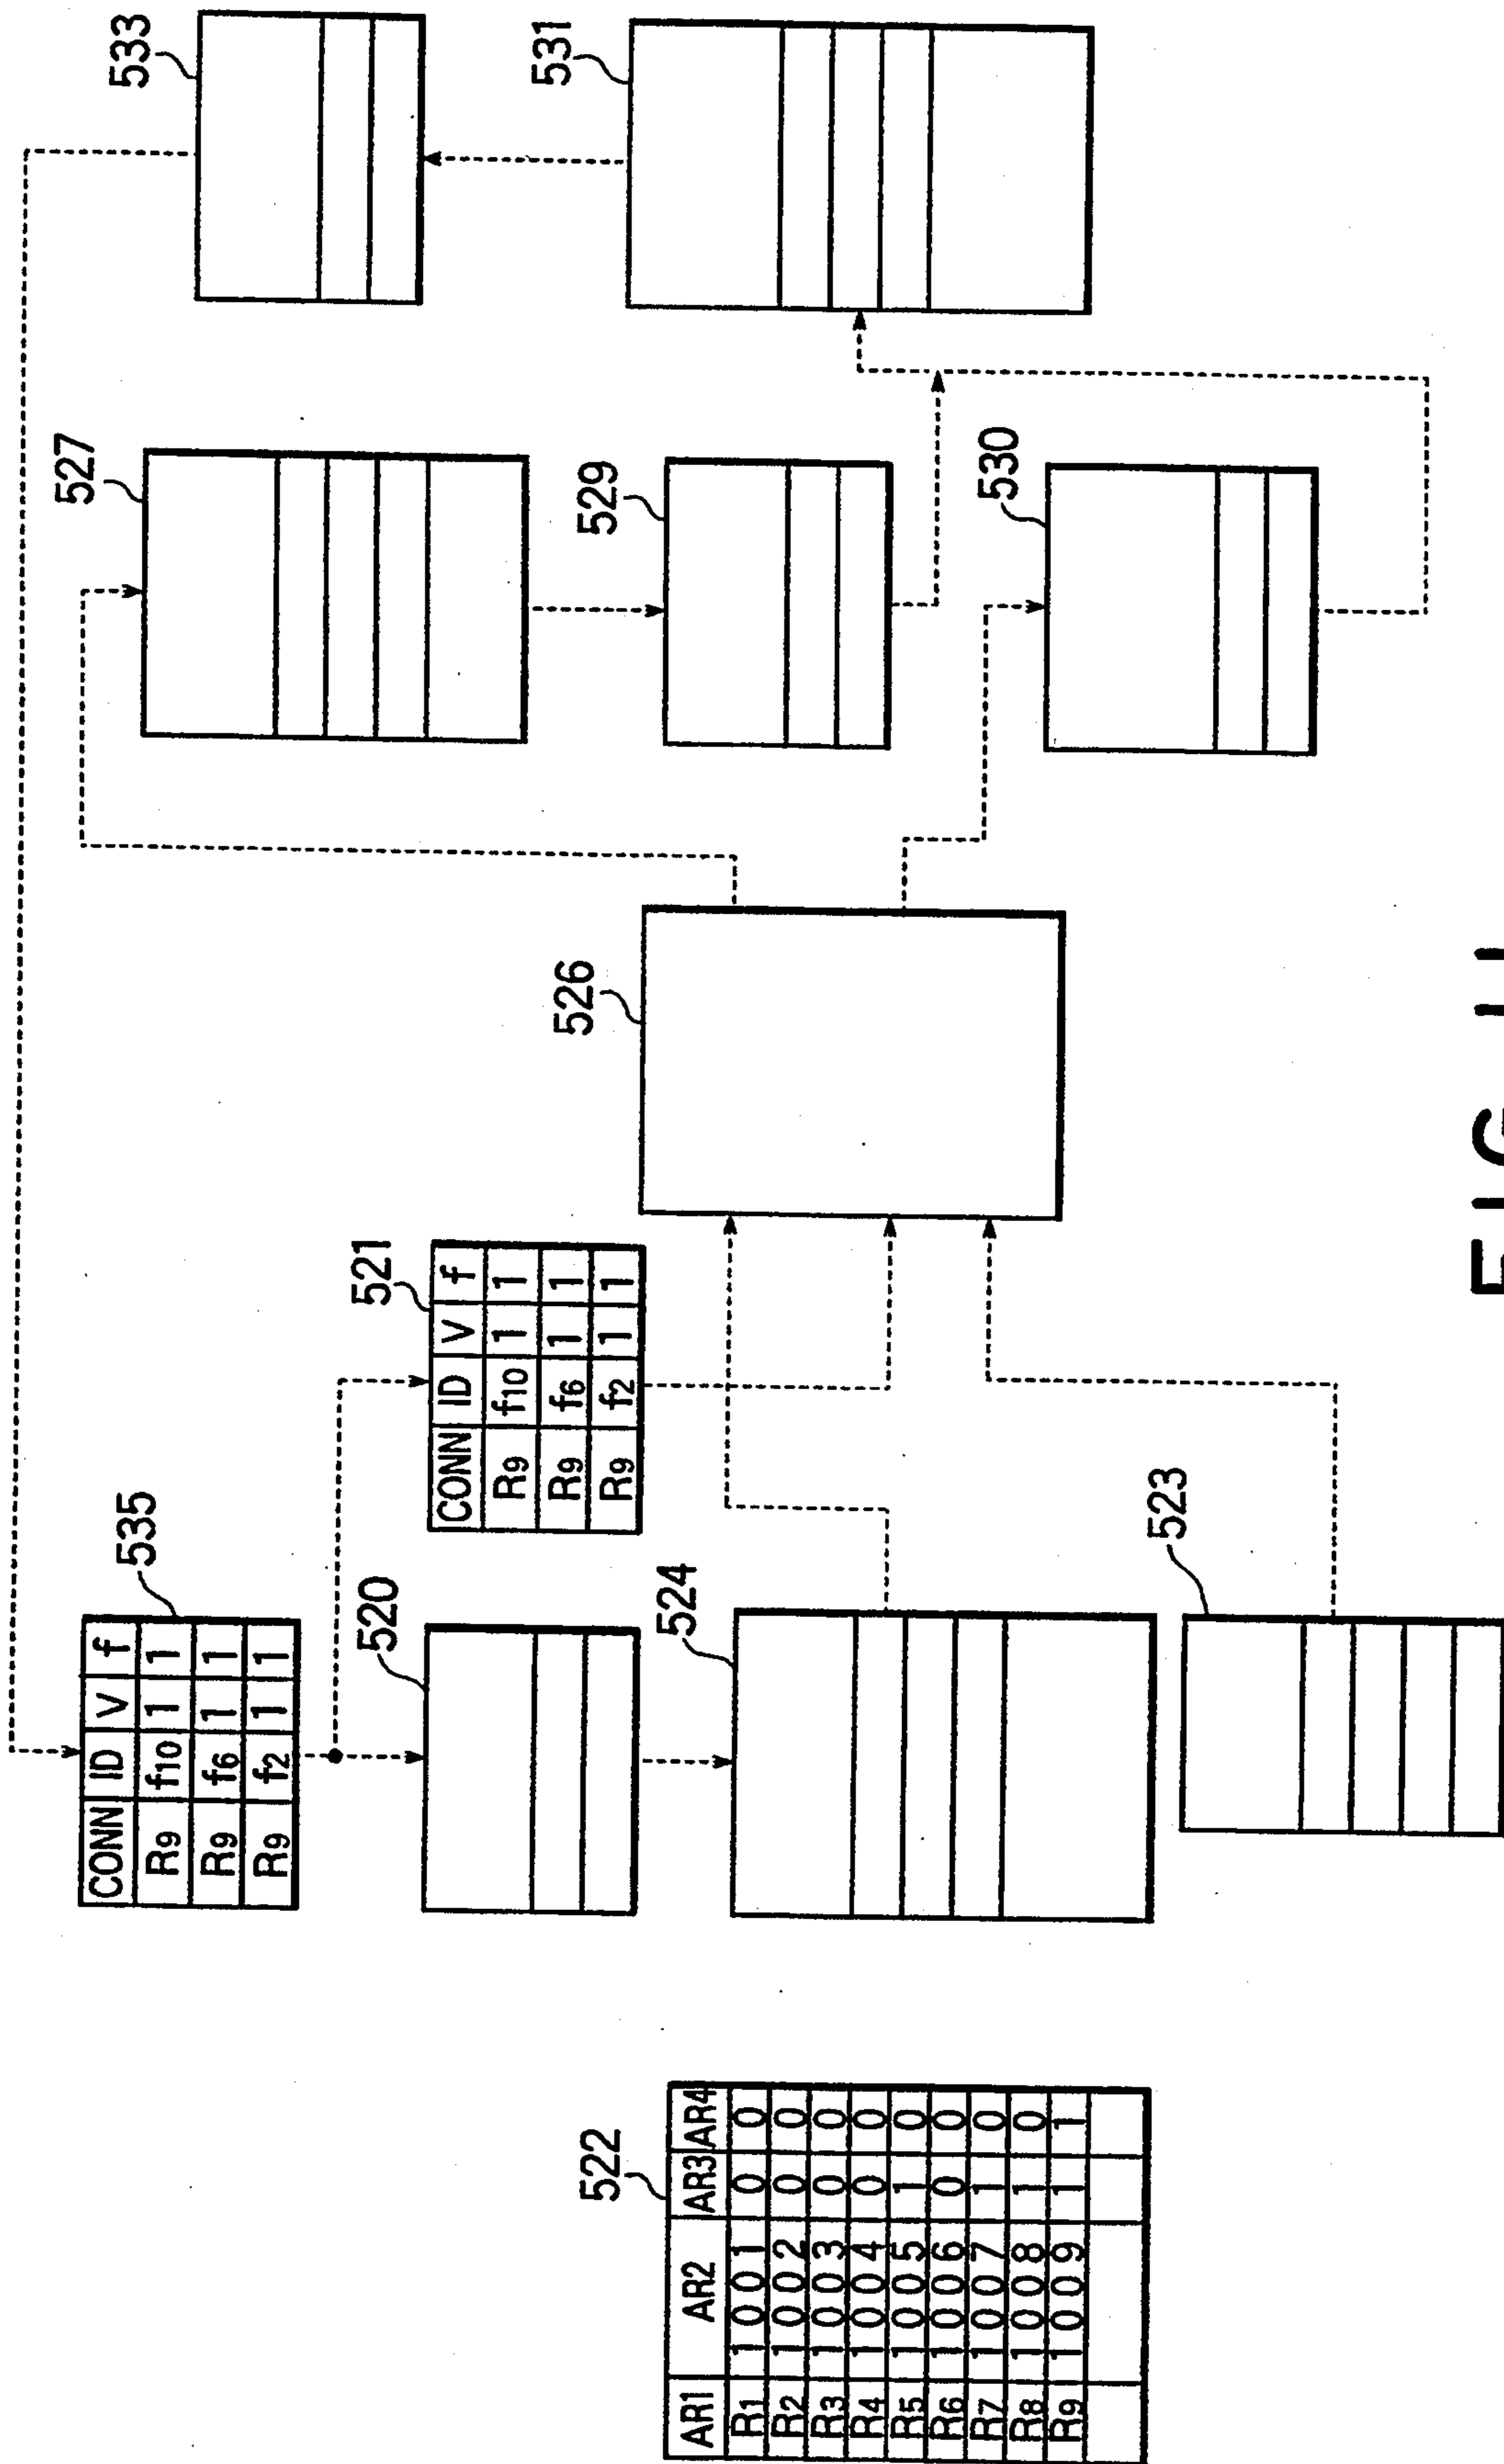 535
CONN ID V f
R9 f10 1 1
R9 f6 1 1
R9 f2 1 1
527
533
520
521
CONN ID V f
R9 f10 1 1
R9 f6 1 1
R9 f2 1 1
522
AR1 AR2 AR3 AR4
R1 1001 0 0
R2 1002 0 0
R3 1003 0 0
R4 1004 0 0
R5 1005 1 0
R6 1006 0 0
R7 1007 1 0
R8 1008 1 0
R9 1009 1 1
524
526
529
531
523
530